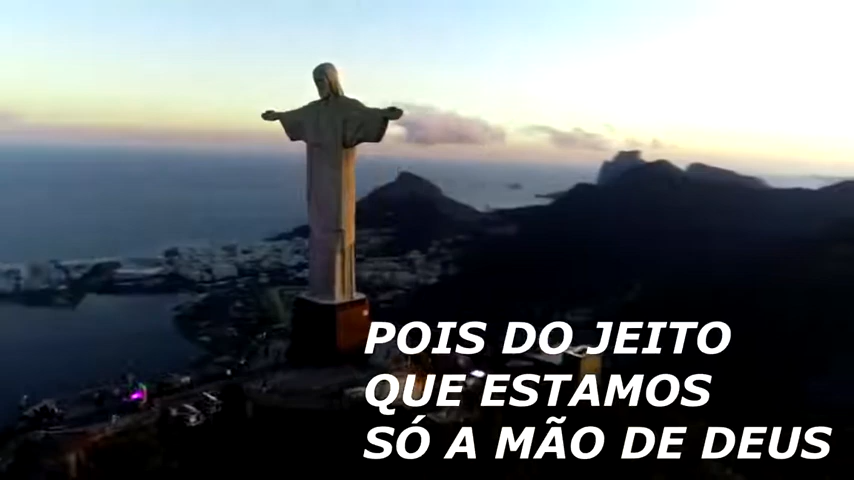 POIS DO JEITO
QUE ESTAMOS
SÓ A MÃO DE DEUS